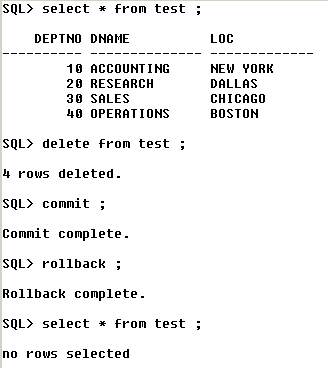 SQL> select * from test ;
    DEPTNO DNAME          LOC
---------- -------------- -------------
        10 ACCOUNTING     NEW YORK
        20 RESEARCH       DALLAS
        30 SALES          CHICAGO
        40 OPERATIONS     BOSTON
SQL> delete from test ;
4 rows deleted.
SQL> commit ;
Commit complete.
SQL> rollback ;
Rollback complete.
SQL> select * from test ;
no rows selected